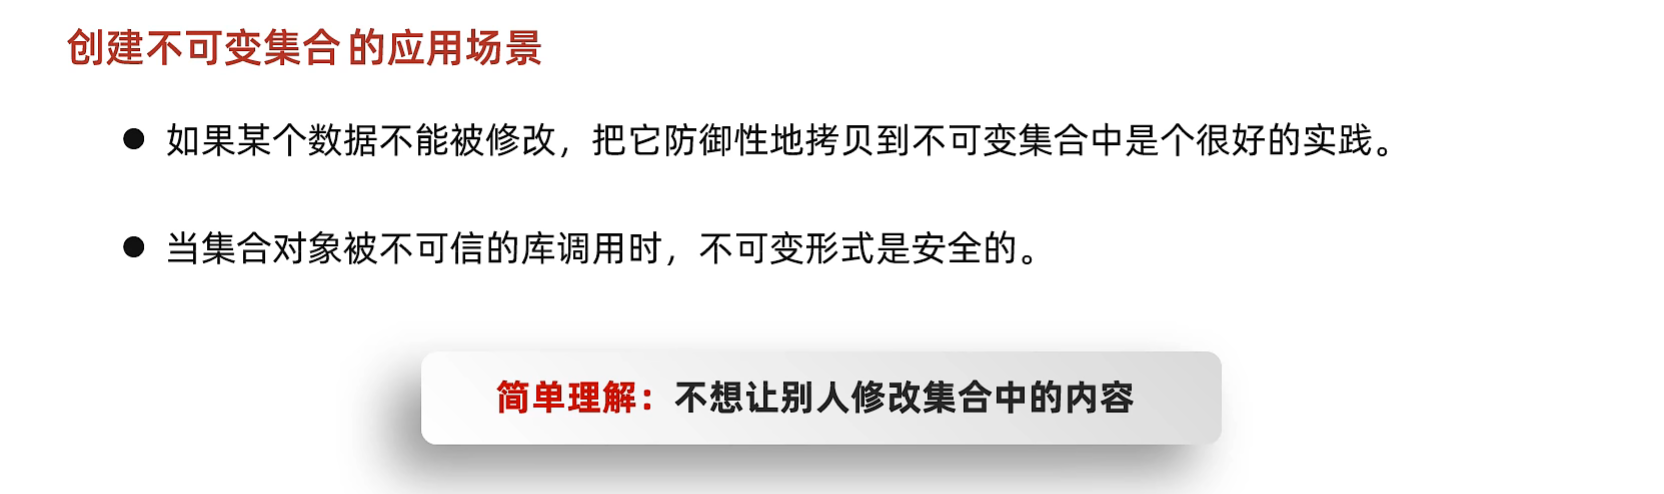 创建不可变集合的应用场景
● 如果某个数据不能被修改，把它防御性地拷贝到不可变集合中是个很好的实践。
● 当集合对象被不可信的库调用时，不可变形式是安全的。
简单理解：不想让别人修改集合中的内容